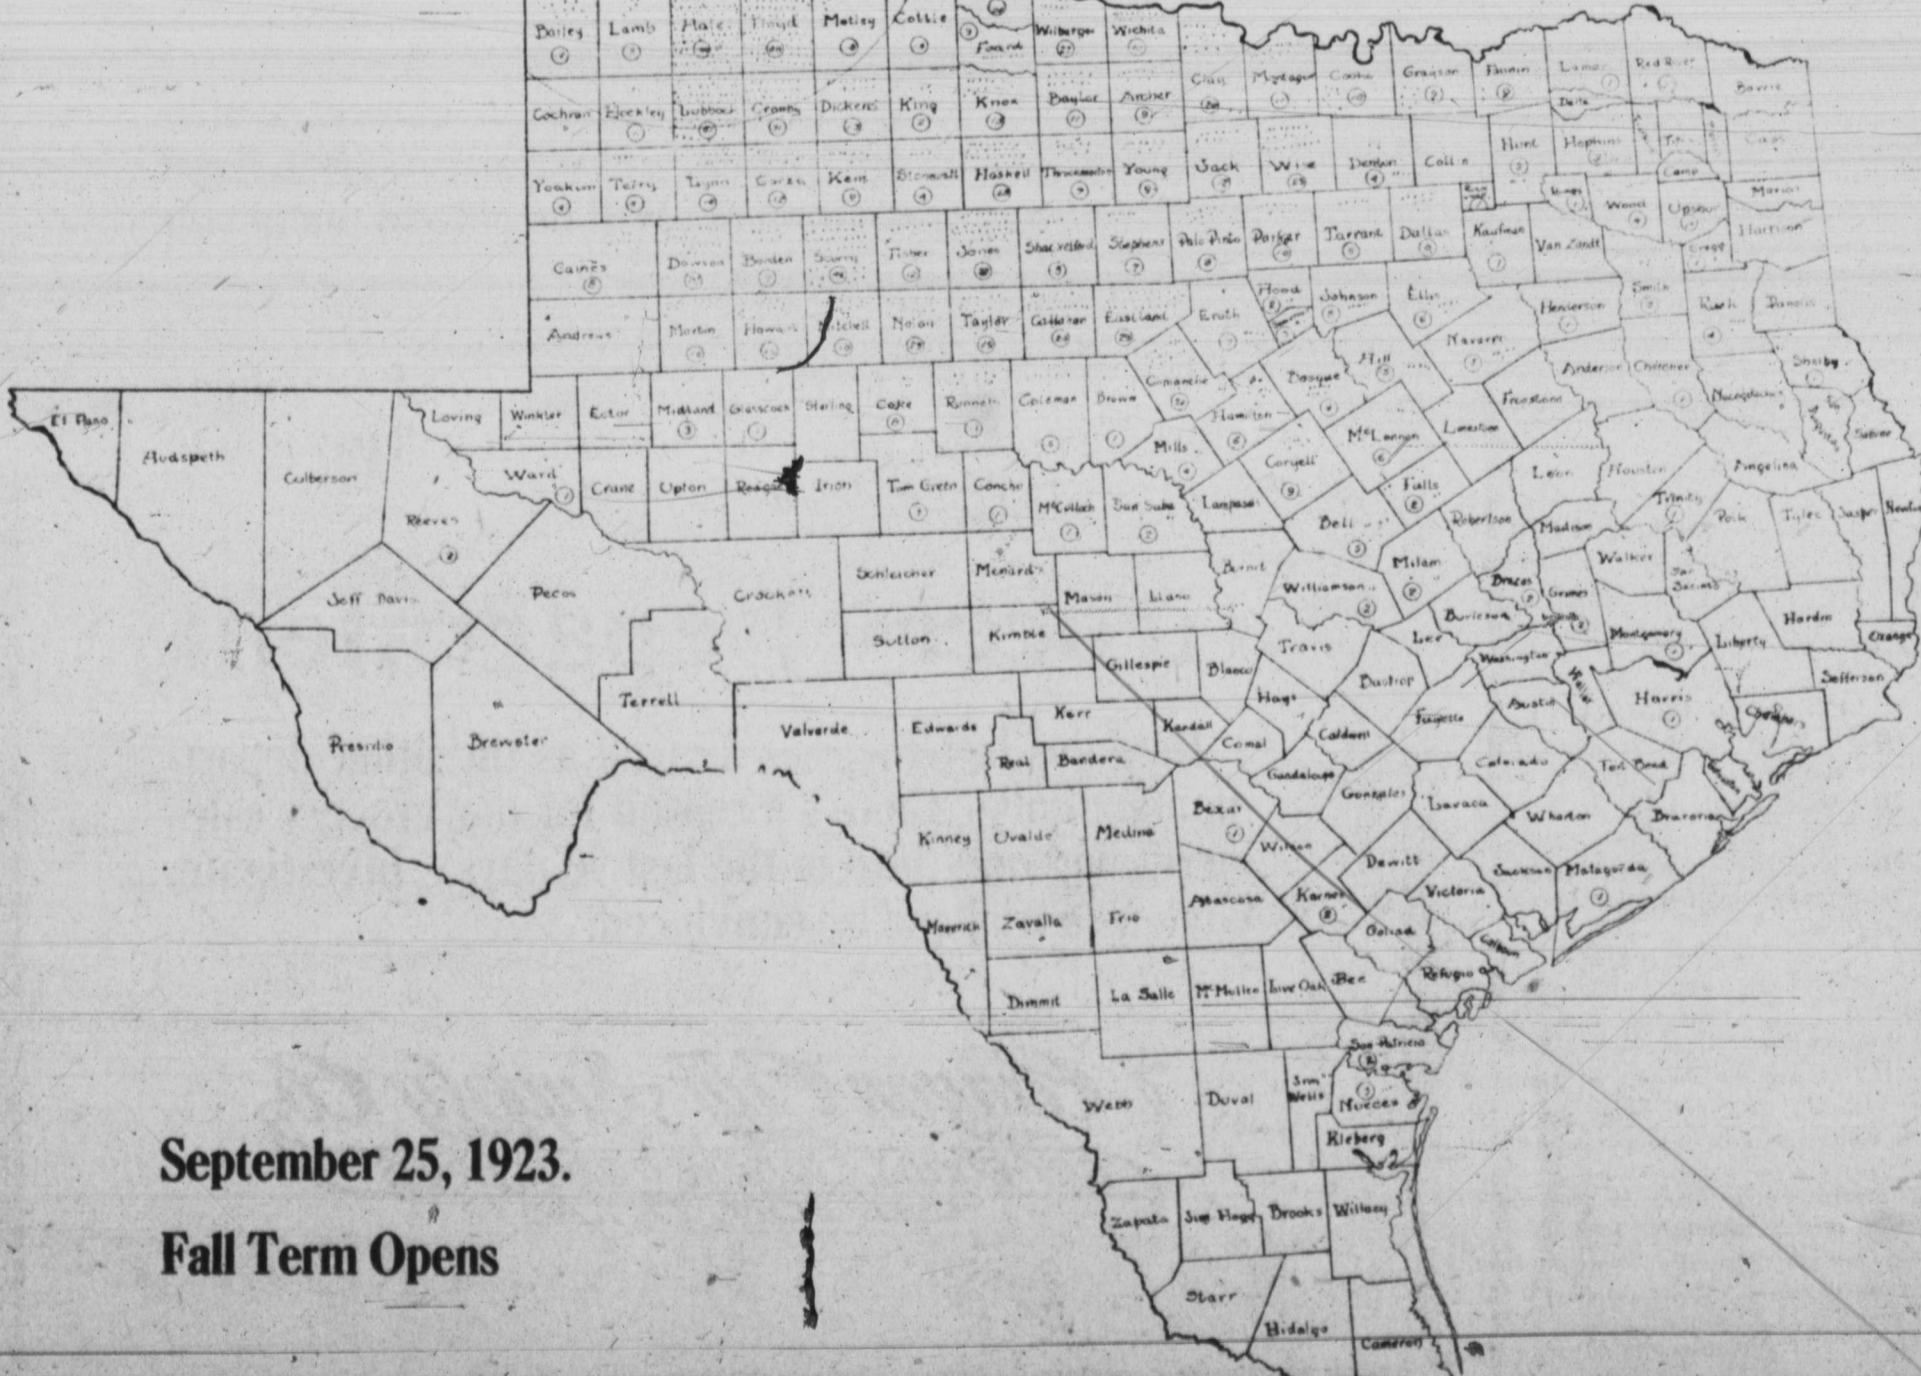 Bailey Lamb Hale Floyd Motley Cottle Foard Wilbarger Wichita
Clay Montague Cooke Grayson Fannin Lamar Red River Bowie
Cochran Hockley Lubbock Crosby Dickens King Knox Baylor Archer
Delta
Yoakum Terry Lynn Garza Kent Stonewall Haskell Throckmorton Young Jack Wise Denton Collin Hunt Hopkins Cass
Camp
Marion
Wood Upshur
Gaines Dawson Borden Scurry Fisher Jones Shackelford Stephens Palo Pinto Parker Tarrant Dallas Kaufman Van Zandt Gregg Harrison
Andrews Martin Howard Mitchell Nolan Taylor Callahan Eastland Erath Hood Johnson Ellis Henderson Smith Rusk Panola
Navarro
Comanche Bosque Hill Anderson Cherokee Shelby
El Paso Loving Winkler Ector Midland Glasscock Sterling Coke Runnels Coleman Brown Hamilton Freestone Nacogdoches
Hudspeth Culberson Mills McLennan Limestone Sabine
Ward Crane Upton Reagan Irion Tom Green Concho Coryell Falls Leon Houston Angelina
Reeves McCulloch San Saba Lampasas Bell Robertson Madison Trinity Polk Tyler Jasper Newton
Jeff Davis Pecos Crockett Schleicher Menard Mason Llano Burnet Williamson Milam Brazos Grimes Walker
Sutton Kimble Burleson Hardin
Gillespie Blanco Travis Lee Washington Montgomery Liberty Orange
Terrell Hays Bastrop Austin Waller Harris Jefferson
Presidio Brewster Valverde Edwards Kerr Kendall Comal Caldwell Fayette Chambers
Real Bandera Guadalupe Gonzales Colorado Fort Bend
Kinney Uvalde Medina Bexar Wilson Lavaca Wharton Brazoria
Dewitt Jackson Matagorda
Maverick Zavalla Frio Atascosa Karnes Victoria
Goliad Calhoun
Dimmit La Salle McMullen Live Oak Bee Refugio
San Patricio
Webb Duval Jim Wells Nueces
Kleberg
September 25, 1923.
Zapata Jim Hogg Brooks Willacy
Fall Term Opens
Starr
Hidalgo Cameron